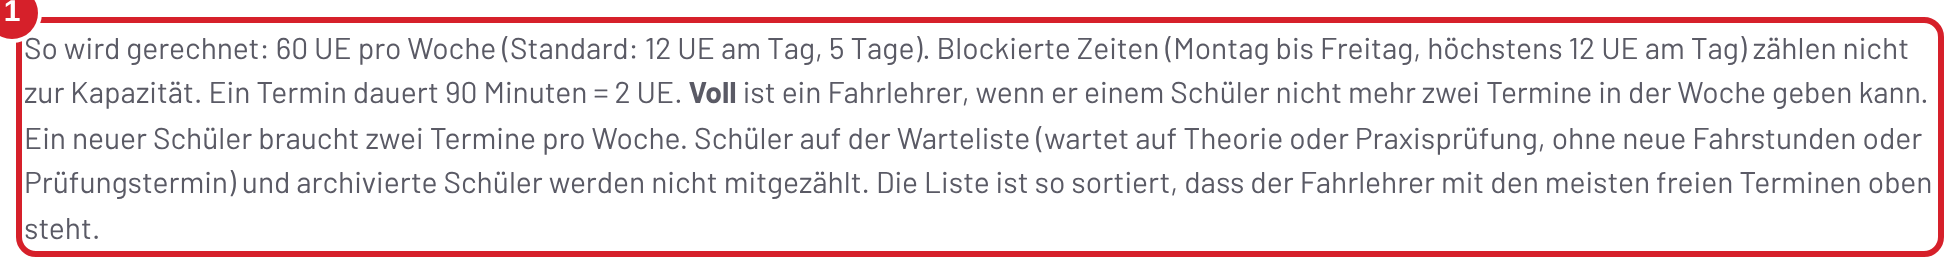 1
So wird gerechnet: 60 UE pro Woche (Standard: 12 UE am Tag, 5 Tage). Blockierte Zeiten (Montag bis Freitag, höchstens 12 UE am Tag) zählen nicht
zur Kapazität. Ein Termin dauert 90 Minuten = 2 UE. Voll ist ein Fahrlehrer, wenn er einem Schüler nicht mehr zwei Termine in der Woche geben kann.
Ein neuer Schüler braucht zwei Termine pro Woche. Schüler auf der Warteliste (wartet auf Theorie oder Praxisprüfung, ohne neue Fahrstunden oder
Prüfungstermin) und archivierte Schüler werden nicht mitgezählt. Die Liste ist so sortiert, dass der Fahrlehrer mit den meisten freien Terminen oben
steht.